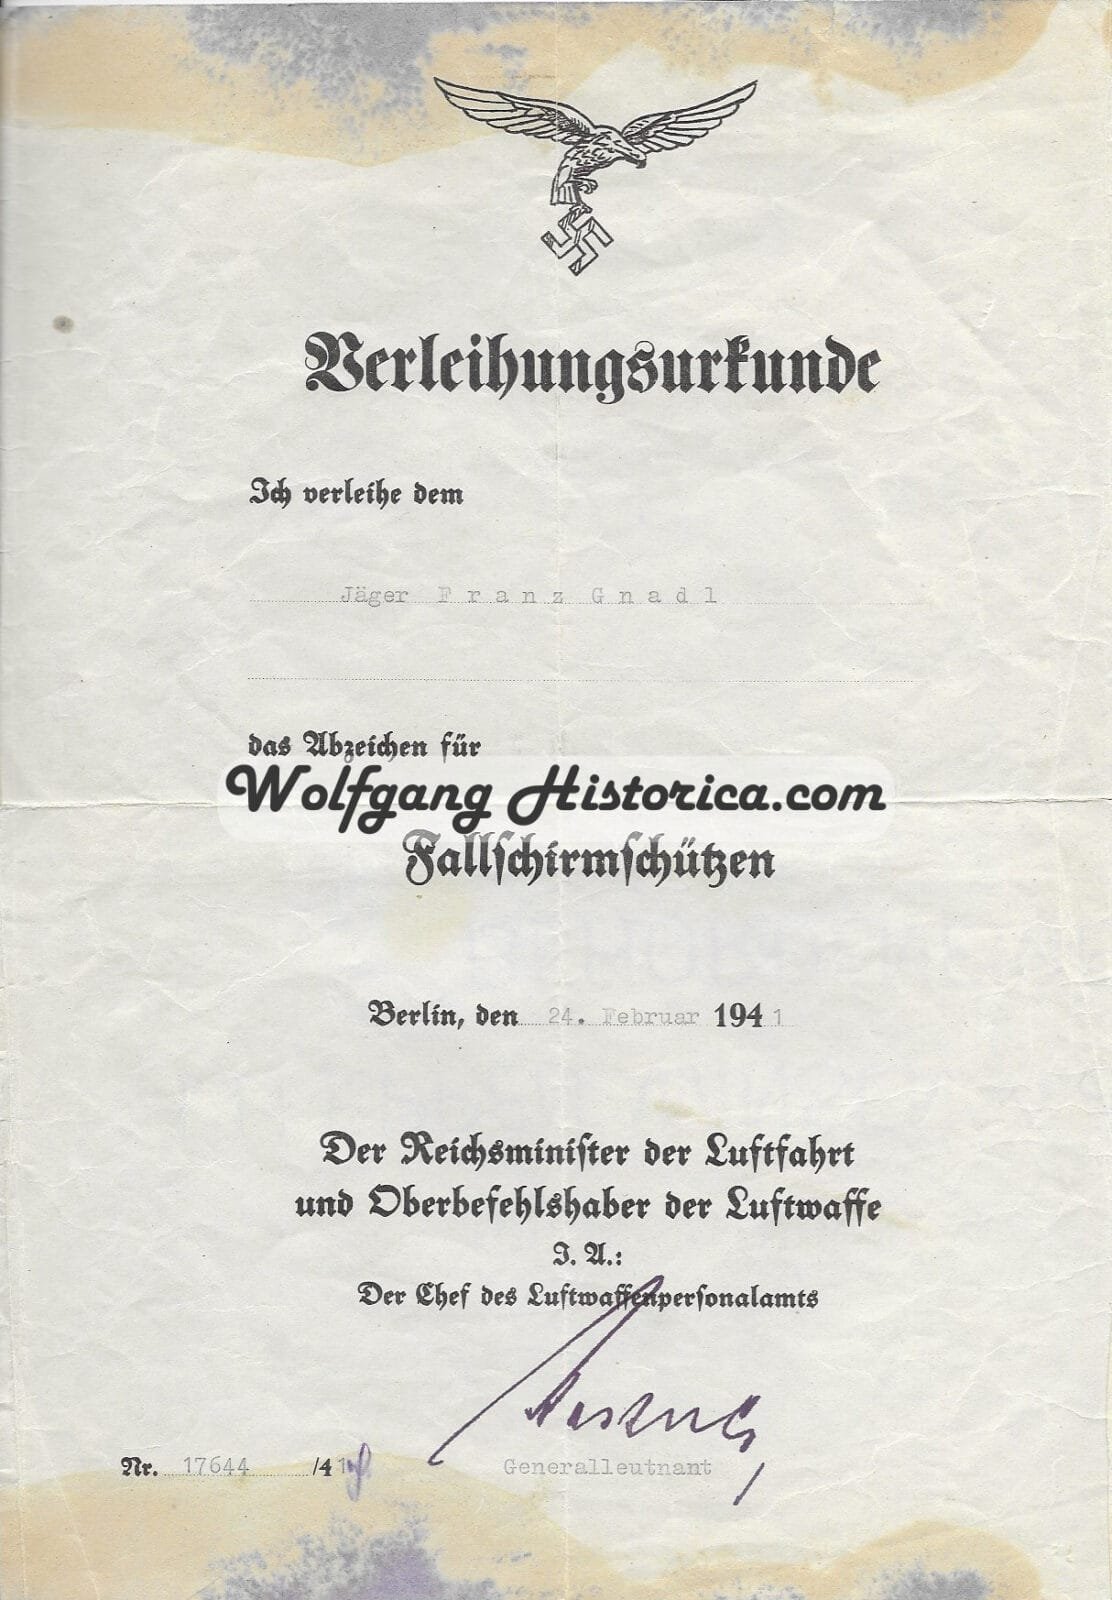 Verleihungsurkunde
Ich verleihe dem
Jäger Franz Gnadl
das Abzeichen für
Wolfgang Historica.com
Fallschirmschützen
Berlin, den 24. Februar 1941
Der Reichsminister der Luftfahrt
und Oberbefehlshaber der Luftwaffe
I. A.:
Der Chef des Luftwaffenpersonalamts
Nr. 17644 /41
Generalleutnant